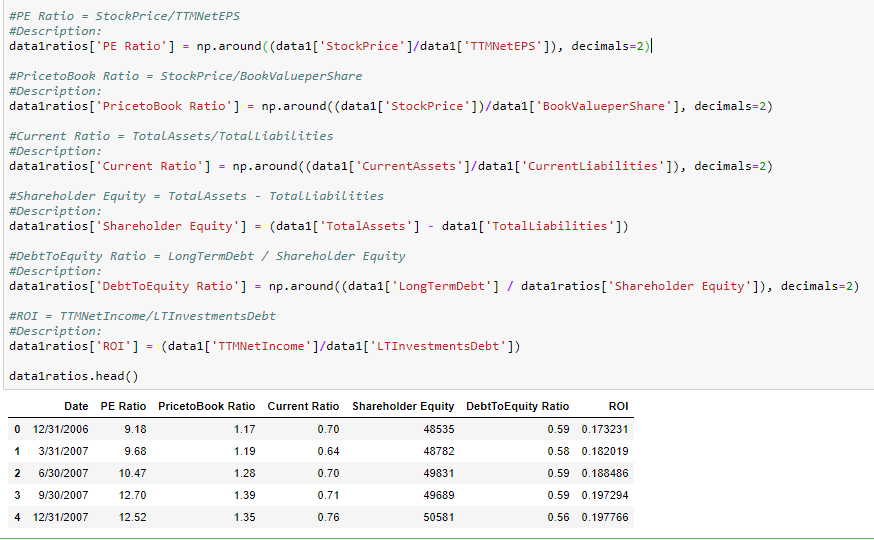 #PE Ratio = StockPrice/TTMNetEPS
#Description:
data1ratios['PE Ratio'] = np.around((data1['StockPrice']/data1['TTMNetEPS']), decimals=2)
#PricetoBook Ratio = StockPrice/BookValueperShare
#Description:
data1ratios['PricetoBook Ratio'] = np.around((data1['StockPrice'])/data1['BookValueperShare'], decimals=2)
#Current Ratio = TotalAssets/TotalLiabilities
#Description:
data1ratios['Current Ratio'] = np.around((data1['CurrentAssets']/data1['CurrentLiabilities']), decimals=2)
#Shareholder Equity = TotalAssets - TotalLiabilities
#Description:
data1ratios['Shareholder Equity'] = (data1['TotalAssets'] - data1['TotalLiabilities'])
#DebtToEquity Ratio = LongTermDebt / Shareholder Equity
#Description:
data1ratios['DebtToEquity Ratio'] = np.around((data1['LongTermDebt'] / data1ratios['Shareholder Equity']), decimals=2)
#ROI = TTMNetIncome/LTInvestmentsDebt
#Description:
data1ratios['ROI'] = (data1['TTMNetIncome']/data1['LTInvestmentsDebt'])
data1ratios.head()
Date PE Ratio PricetoBook Ratio Current Ratio Shareholder Equity DebtToEquity Ratio ROI
0 12/31/2006 9.18 1.17 0.70 48535 0.59 0.173231
1 3/31/2007 9.68 1.19 0.64 48782 0.58 0.182019
2 6/30/2007 10.47 1.28 0.70 49831 0.59 0.188486
3 9/30/2007 12.70 1.39 0.71 49689 0.59 0.197294
4 12/31/2007 12.52 1.35 0.76 50581 0.56 0.197766